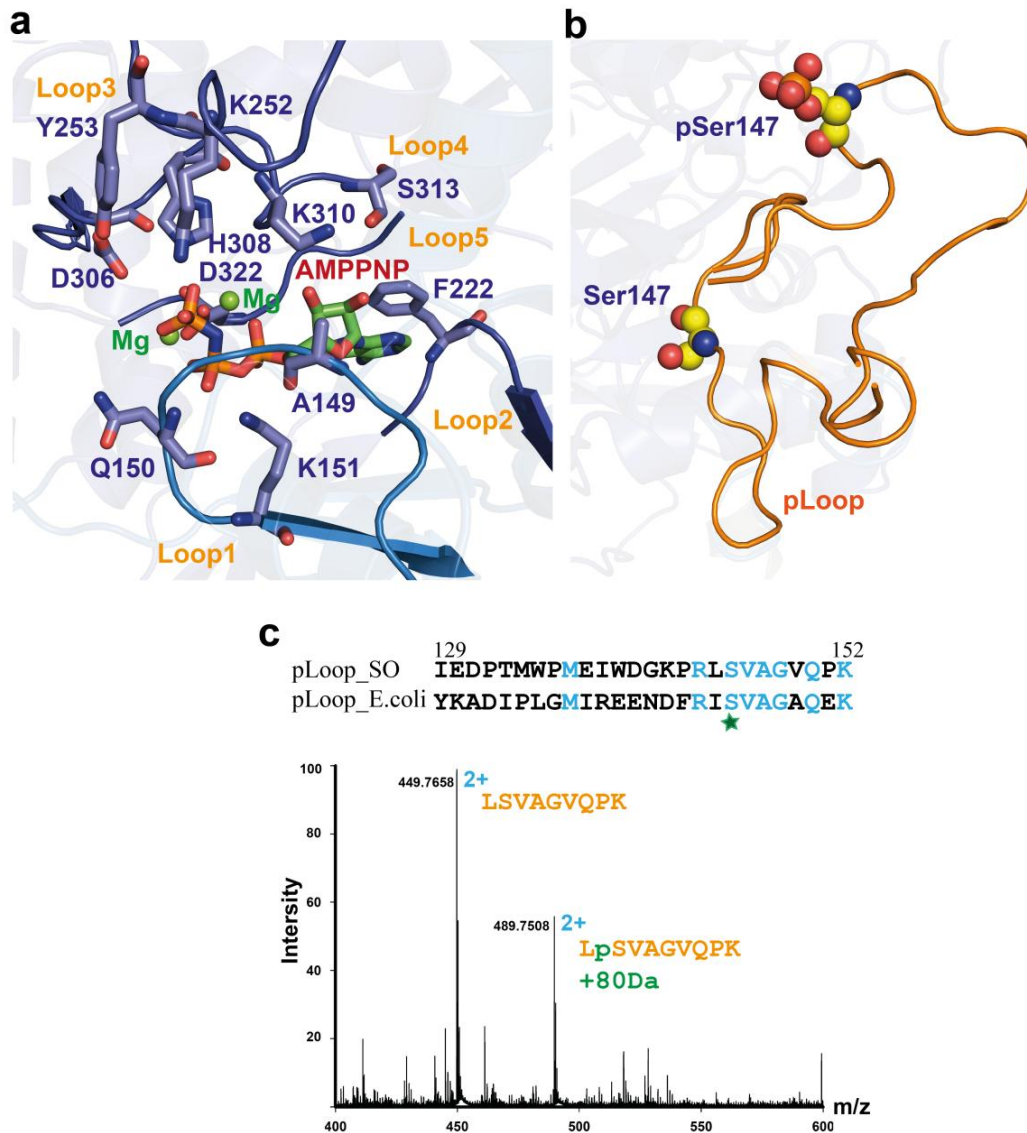 a
Loop3
K252
Y253
Loop4
S313
K310
H308
Loop5
D306
D322
AMPPNP
Mg
F222
Mg
A149
Loop2
Q150
K151
Loop1
b
pSer147
Ser147
pLoop
c
129 152
pLoop_SO IEDPTMWPMEIWDGKPRLSVAGVQPK
pLoop_E.coli YKADIPLGMIREENDFRISVAGAQEK
100
449.7658 2+
LSVAGVQPK
80
60
489.7508 2+
LpSVAGVQPK
+80Da
40
20
Intersity
400 450 500 550 600 m/z